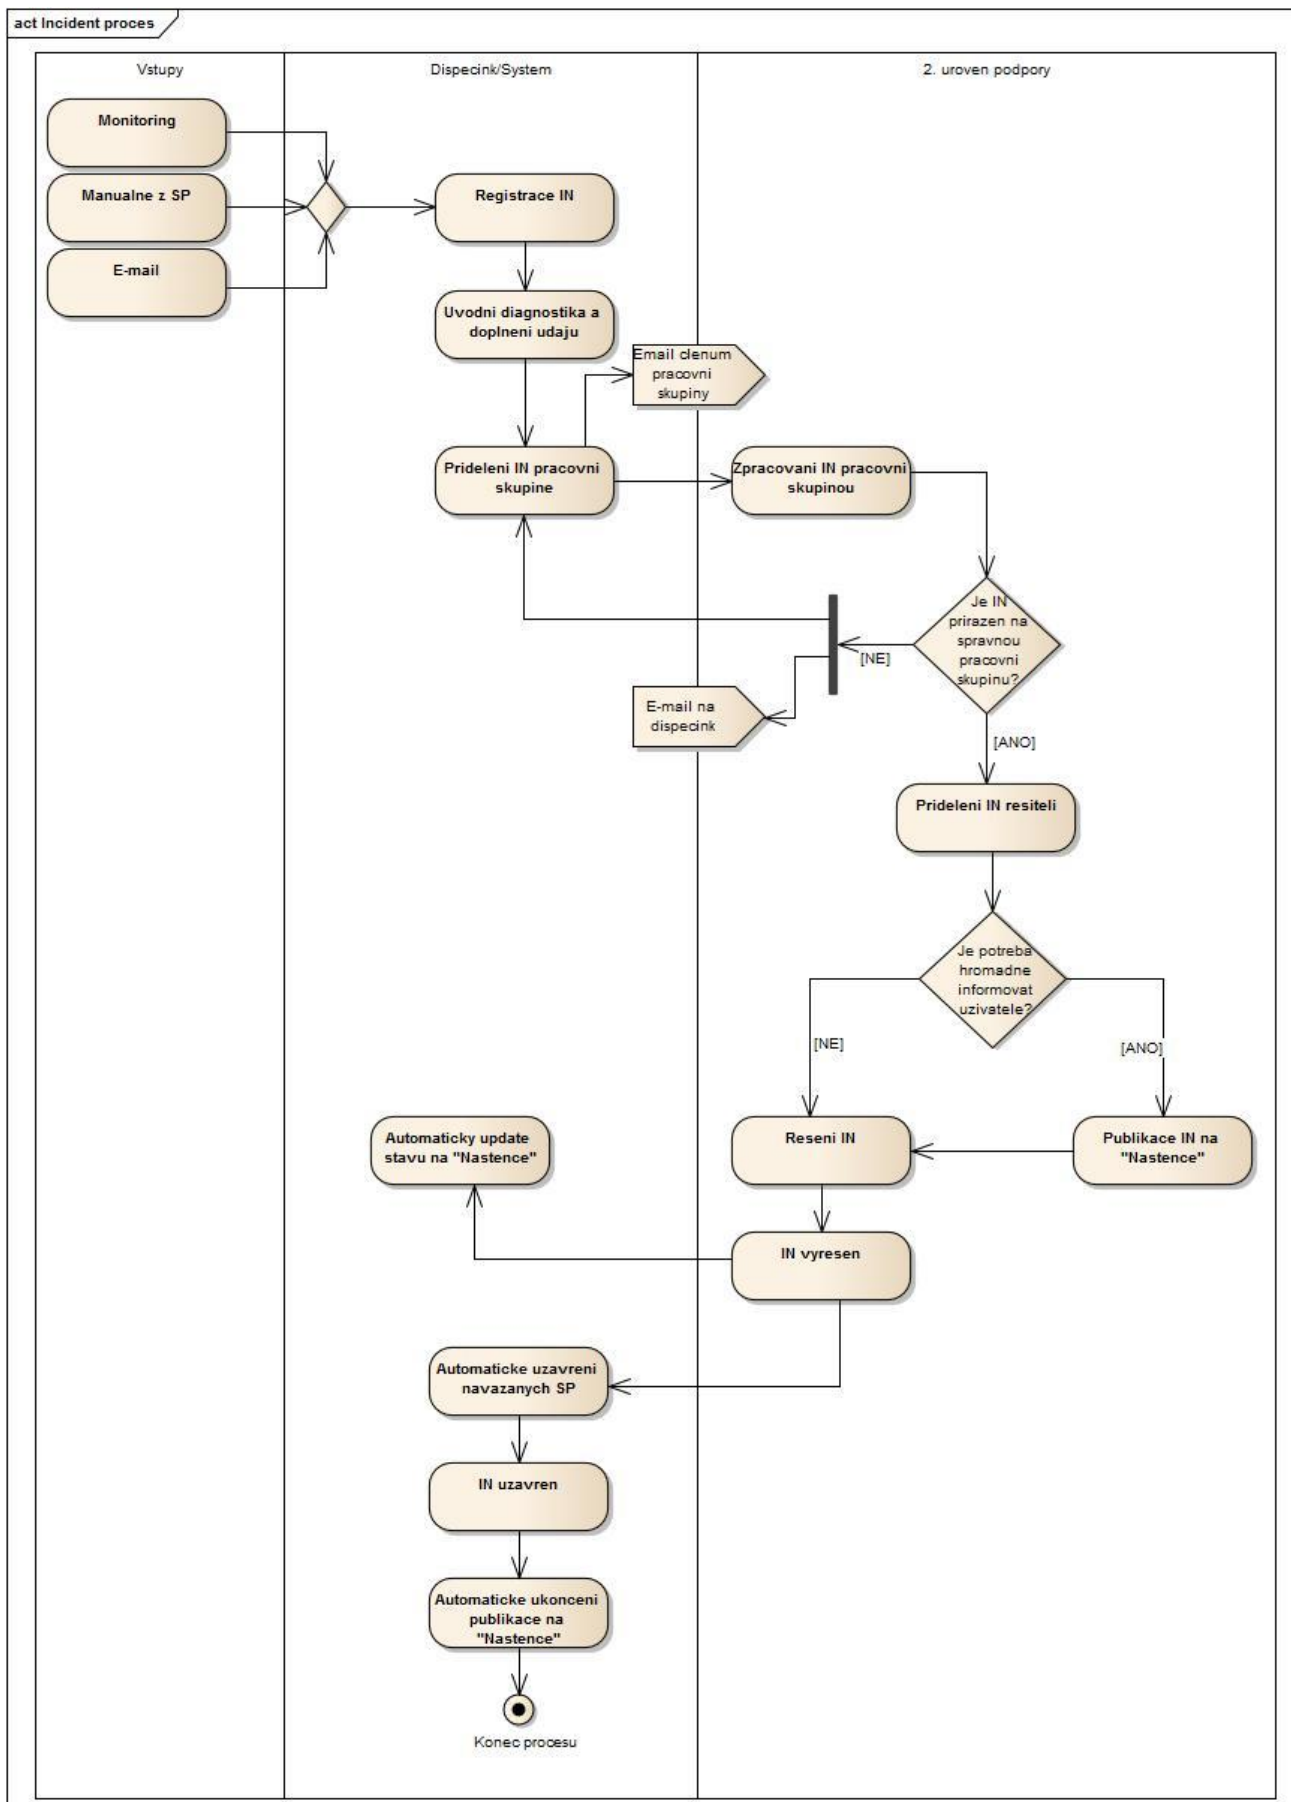 act Incident proces
Vstupy
Dispecink/System
2. uroven podpory
Monitoring
Manualne z SP
E-mail
Registrace IN
Uvodni diagnostika a
doplneni udaju
Email clenum
pracovni
skupiny
Prideleni IN pracovni
skupine
Zpracovani IN pracovni
skupinou
Je IN
prirazen na
spravnou
pracovni
skupinu?
[NE]
E-mail na
dispecink
[ANO]
Prideleni IN resiteli
Je potreba
hromadne
informovat
uzivatele?
[NE]
[ANO]
Automaticky update
stavu na "Nastence"
Reseni IN
Publikace IN na
"Nastence"
IN vyresen
Automaticke uzavreni
navazanych SP
IN uzavren
Automaticke ukonceni
publikace na
"Nastence"
Konec procesu